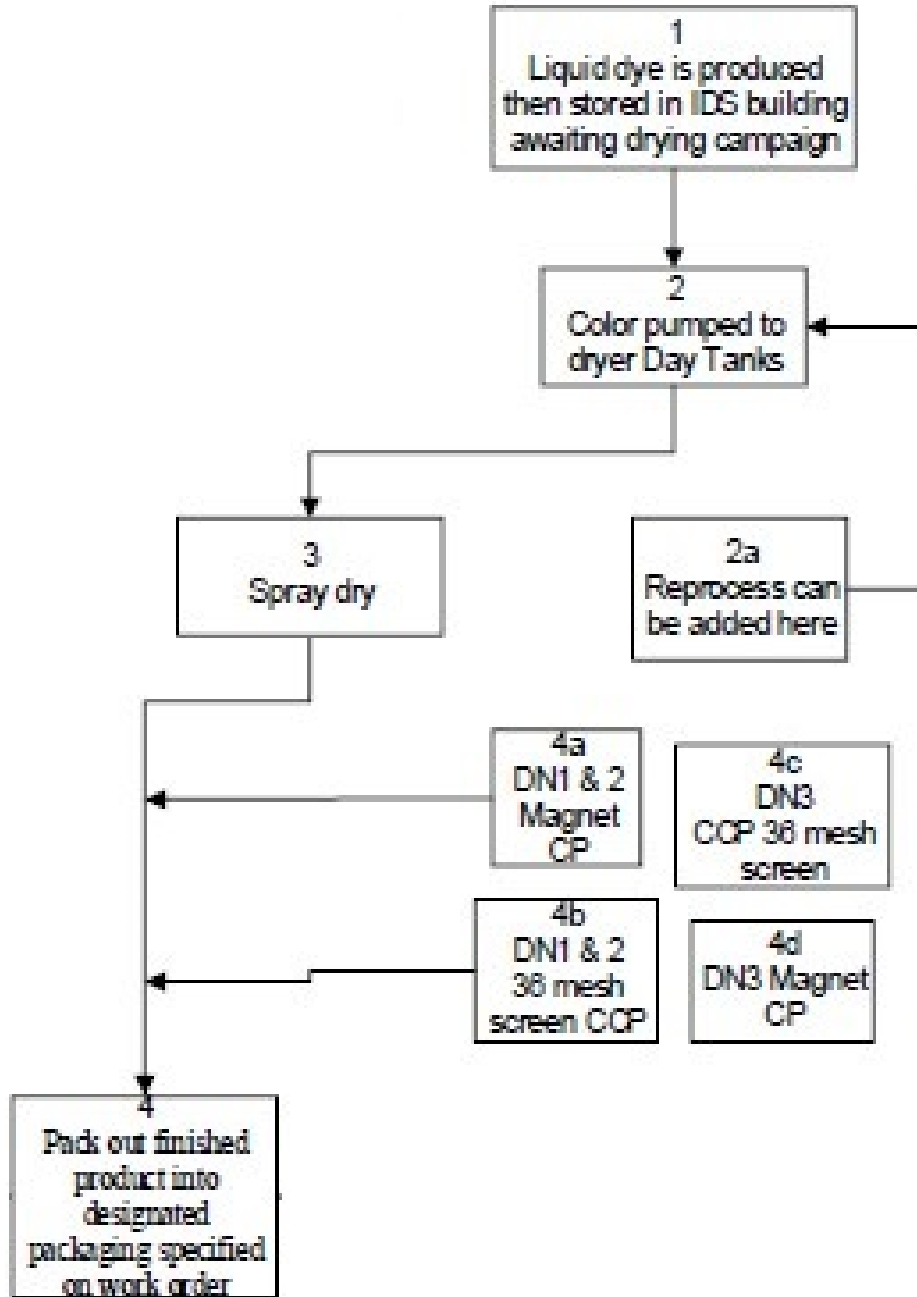 1
Liquid dye is produced
then stored in IDS building
awaiting drying campaign
2
Color pumped to
dryer Day Tanks
3
Spray dry
2a
Reprocess can
be added here
4a
DN1 & 2
Magnet
CP
4c
DN3
CCP 36 mesh
screen
4b
DN1 & 2
36 mesh
screen CCP
4d
DN3 Magnet
CP
4
Pack out finished
product into
designated
packaging specified
on work order